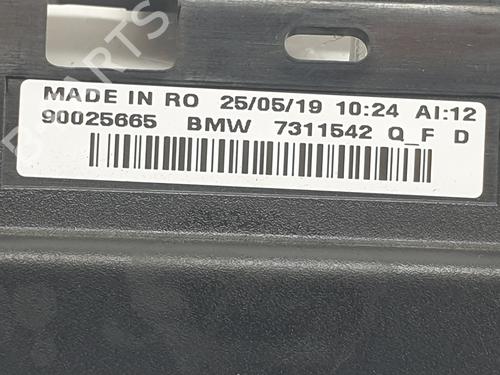 MADE IN RO 25/05/19 10:24 AI:12
90025665 BMW 7311542 Q_F D